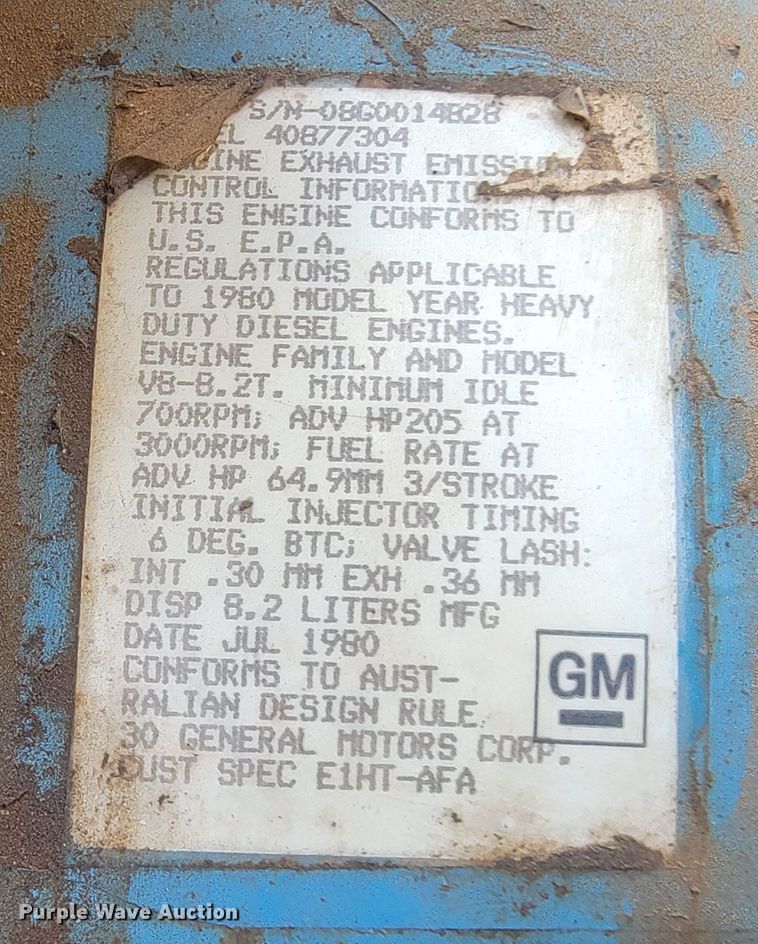 S/N-08G0014828
EL 40877304
ENGINE EXHAUST EMISSION
CONTROL INFORMATION
THIS ENGINE CONFORMS TO
U.S. E.P.A.
REGULATIONS APPLICABLE
TO 1980 MODEL YEAR HEAVY
DUTY DIESEL ENGINES.
ENGINE FAMILY AND MODEL
V8-8.2T. MINIMUM IDLE
700RPM; ADV HP205 AT
3000RPM; FUEL RATE AT
ADV HP 64.9MM 3/STROKE
INITIAL INJECTOR TIMING
6 DEG. BTC; VALVE LASH:
INT .30 MM EXH .36 MM
DISP 8.2 LITERS MFG
DATE JUL 1980
CONFORMS TO AUST-
RALIAN DESIGN RULE
30 GENERAL MOTORS CORP.
CUST SPEC E1HT-AFA
GM
Purple Wave Auction